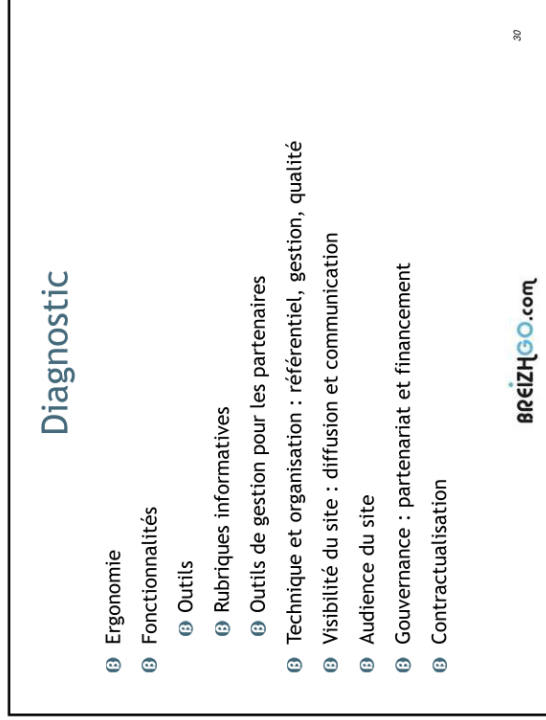 Diagnostic
Ergonomie
Fonctionnalités
Outils
Rubriques informatives
Outils de gestion pour les partenaires
Technique et organisation : référentiel, gestion, qualité
Visibilité du site : diffusion et communication
Audience du site
Gouvernance : partenariat et financement
Contractualisation
BREIZHGO.com
30